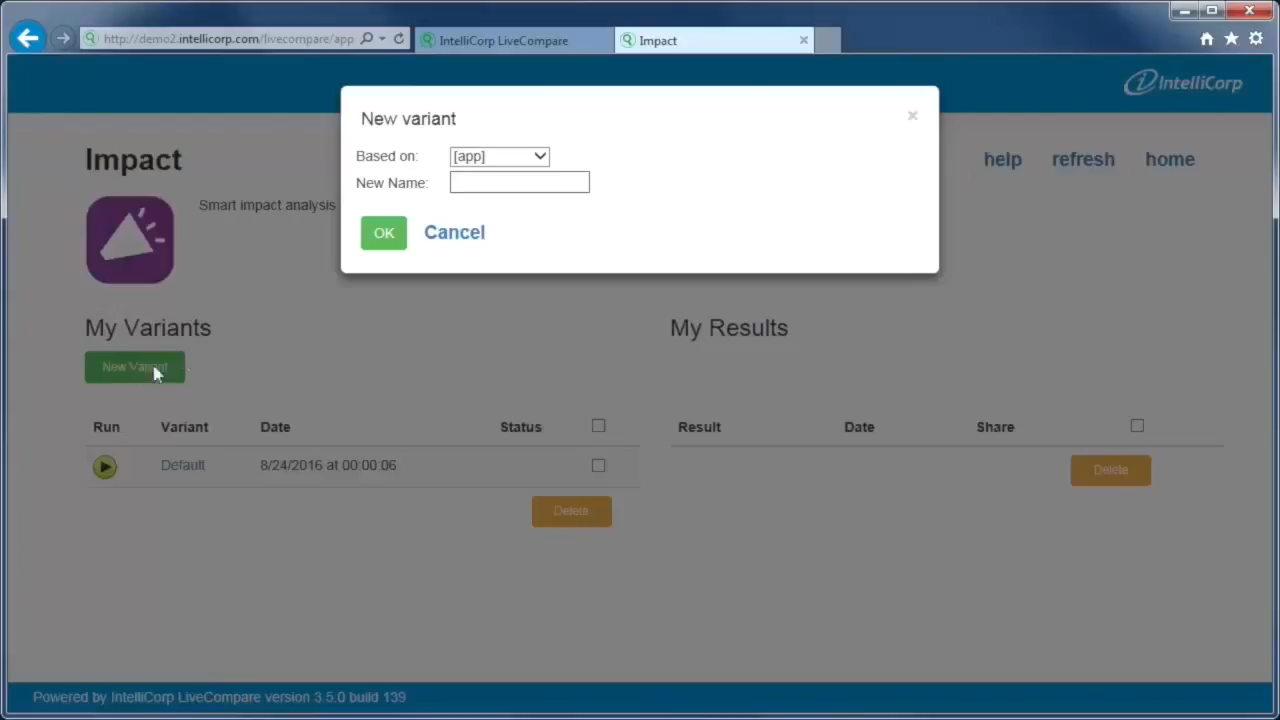 http://demo2.intellicorp.com/livecompare/app
IntelliCorp LiveCompare
Impact
IntelliCorp
New variant
×
Based on:
[app]
New Name:
OK
Cancel
Impact
help
refresh
home
Smart impact analysis
My Variants
My Results
New Variant
Run
Variant
Date
Status
Result
Date
Share
Default
8/24/2016 at 00:00:06
Delete
Delete
Powered by IntelliCorp LiveCompare version 3.5.0 build 139